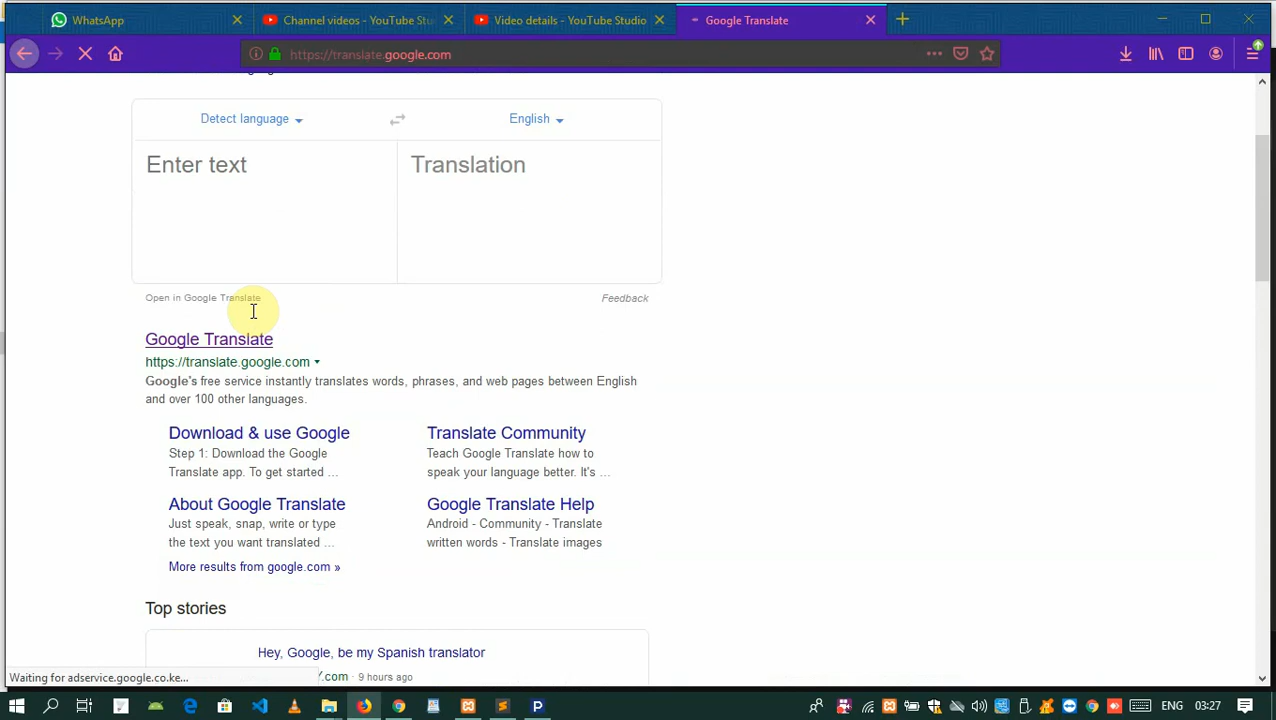 WhatsApp
Channel videos - YouTube Stu
Video details - YouTube Studio
Google Translate
https://translate.google.com
Detect language
English
Enter text
Translation
Open in Google Translate
Feedback
Google Translate
https://translate.google.com
Google's free service instantly translates words, phrases, and web pages between English
and over 100 other languages.
Download & use Google
Step 1: Download the Google
Translate app. To get started ...
Translate Community
Teach Google Translate how to
speak your language better. It's ...
About Google Translate
Just speak, snap, write or type
the text you want translated ...
Google Translate Help
Android - Community - Translate
written words - Translate images
More results from google.com »
Top stories
Hey, Google, be my Spanish translator
.com · 9 hours ago
Waiting for adservice.google.co.ke...
ENG
03:27